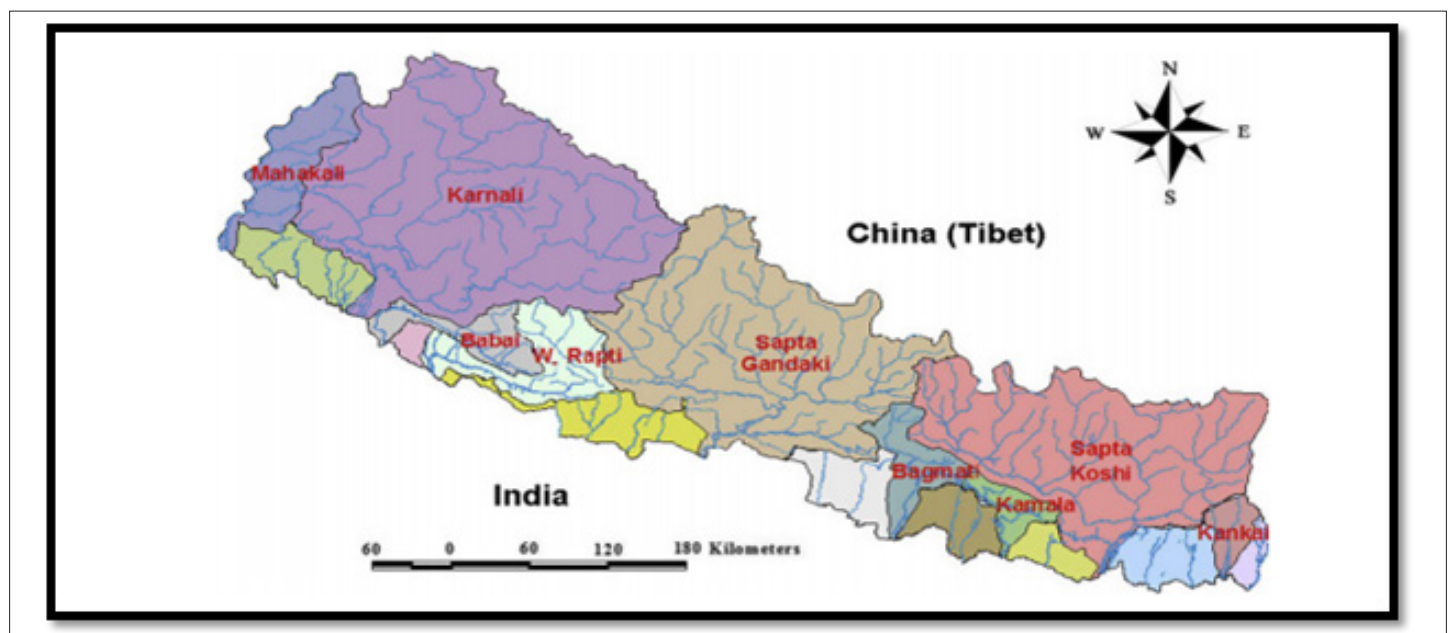 N
W E
S
Mahakali
Karnali
China (Tibet)
Babai
W. Rapti
Sapta
Gandaki
Sapta
Koshi
Bagmati
Kamala
Kankai
India
60 0 60 120 180 Kilometers